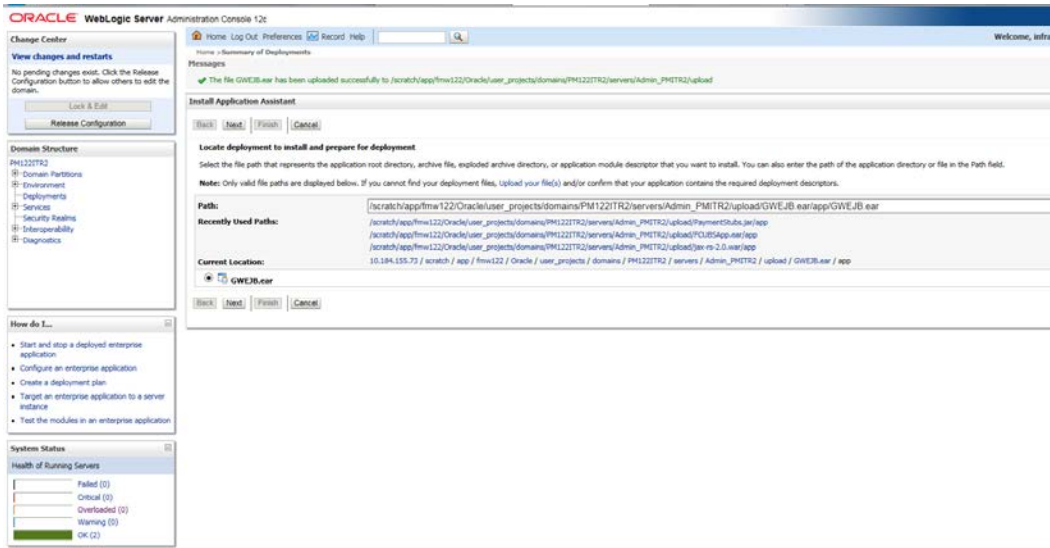 ORACLE WebLogic Server Administration Console 12c
Change Center
View changes and restarts
No pending changes exist. Click the Release
Configuration button to allow others to edit the
domain.
Lock & Edit
Release Configuration
Domain Structure
PM122ITR2
Domain Partitions
Environment
Deployments
Services
Security Realms
Interoperability
Diagnostics
How do I...
Start and stop a deployed enterprise
application
Configure an enterprise application
Create a deployment plan
Target an enterprise application to a server
instance
Test the modules in an enterprise application
System Status
Health of Running Servers
Failed (0)
Critical (0)
Overloaded (0)
Warning (0)
OK (2)
Home Log Out Preferences Record Help
Welcome, infra
Home >Summary of Deployments
Messages
The file GWEJB.ear has been uploaded successfully to /scratch/app/fmw122/Oracle/user_projects/domains/PM122ITR2/servers/Admin_PMITR2/upload
Install Application Assistant
Back Next Finish Cancel
Locate deployment to install and prepare for deployment
Select the file path that represents the application root directory, archive file, exploded archive directory, or application module descriptor that you want to install. You can also enter the path of the application directory or file in the Path field.
Note: Only valid file paths are displayed below. If you cannot find your deployment files, Upload your file(s) and/or confirm that your application contains the required deployment descriptors.
Path: /scratch/app/fmw122/Oracle/user_projects/domains/PM122ITR2/servers/Admin_PMITR2/upload/GWEJB.ear/app/GWEJB.ear
Recently Used Paths: /scratch/app/fmw122/Oracle/user_projects/domains/PM122ITR2/servers/Admin_PMITR2/upload/PaymentStubs.jar/app
/scratch/app/fmw122/Oracle/user_projects/domains/PM122ITR2/servers/Admin_PMITR2/upload/FCUBSApp.ear/app
/scratch/app/fmw122/Oracle/user_projects/domains/PM122ITR2/servers/Admin_PMITR2/upload/jax-rs-2.0.war/app
Current Location: 10.184.155.73 / scratch / app / fmw122 / Oracle / user_projects / domains / PM122ITR2 / servers / Admin_PMITR2 / upload / GWEJB.ear / app
GWEJB.ear
Back Next Finish Cancel